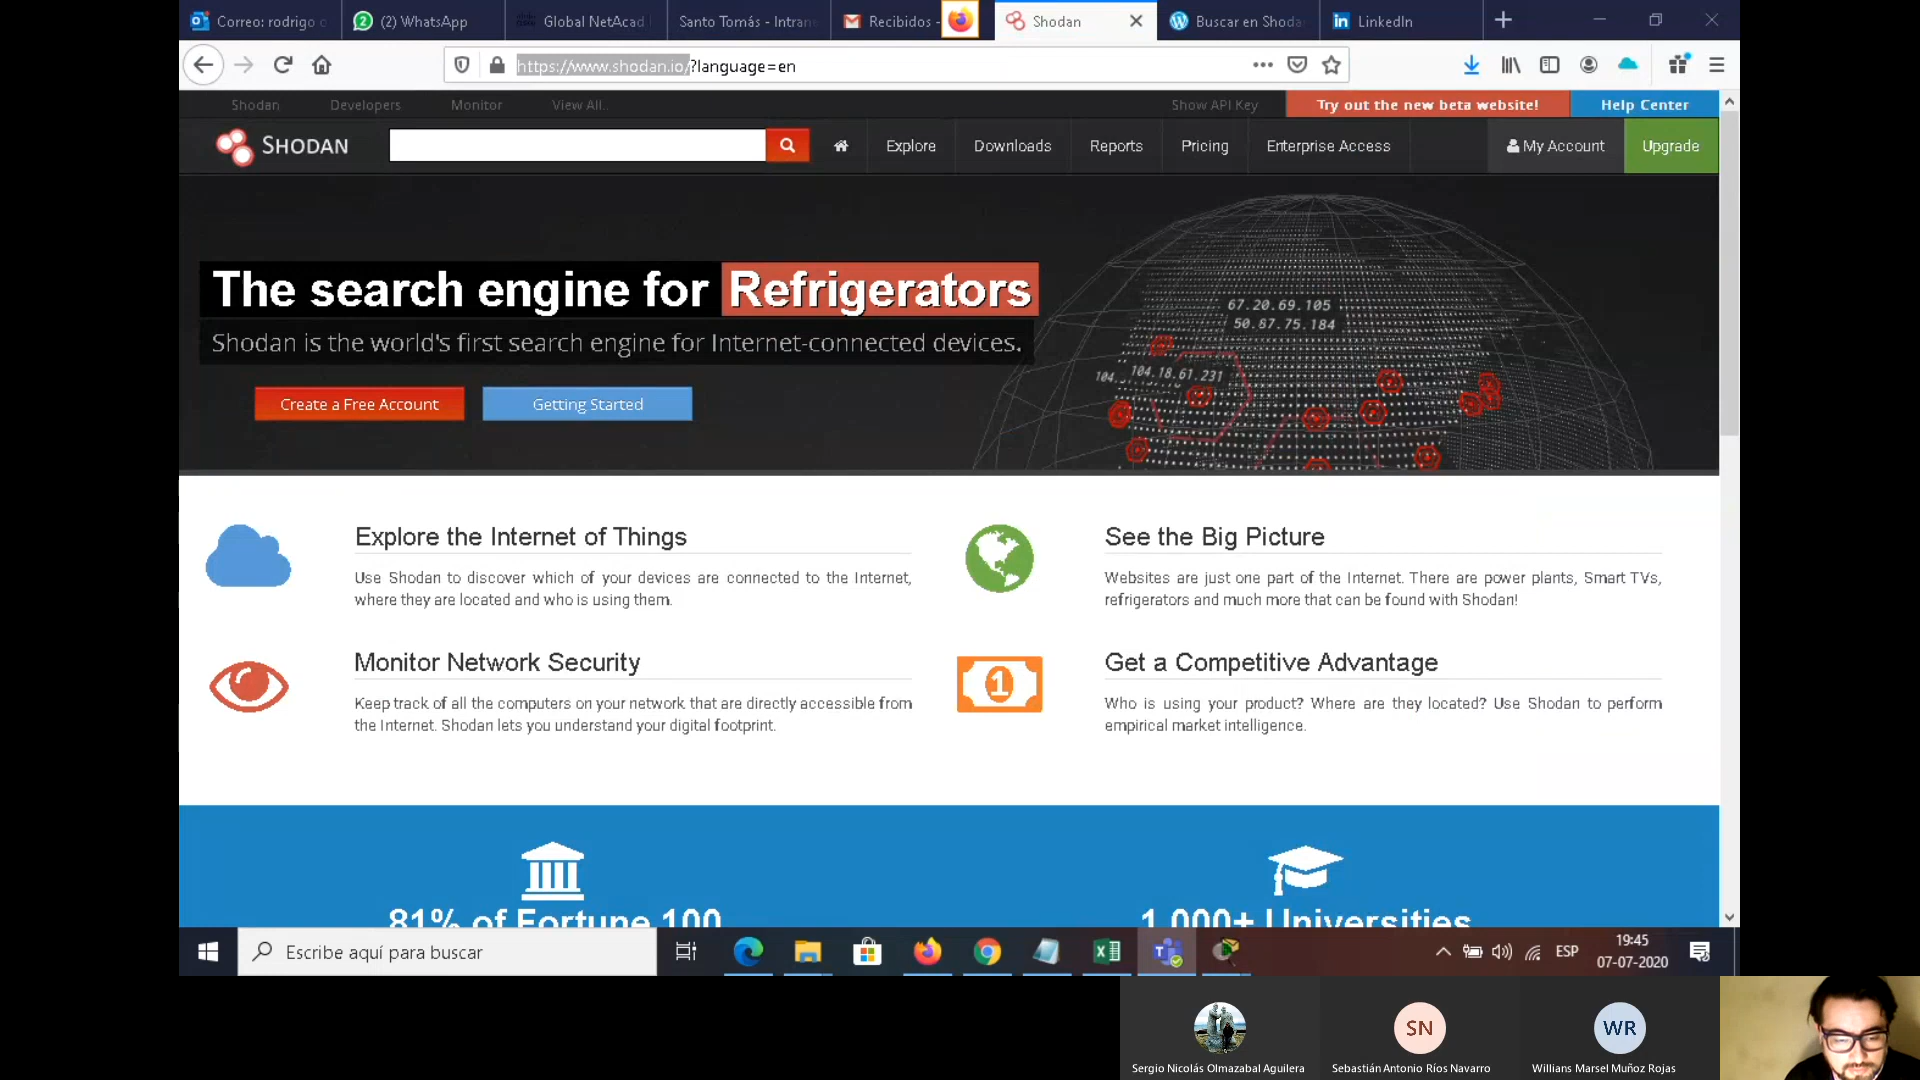 Correo: rodrigo
(2) WhatsApp
Global NetAcad
Santo Tomás - Intran
Recibidos -
Shodan
Buscar en Shoda
LinkedIn
https://www.shodan.io/?language=en
Shodan
Developers
Monitor
View All..
Show API Key
Try out the new beta website!
Help Center
SHODAN
Explore
Downloads
Reports
Pricing
Enterprise Access
My Account
Upgrade
The search engine for Refrigerators
Shodan is the world's first search engine for Internet-connected devices.
67.20.69.105
50.87.75.184
104.
104.18.61.231
Create a Free Account
Getting Started
Explore the Internet of Things
Use Shodan to discover which of your devices are connected to the Internet,
where they are located and who is using them.
See the Big Picture
Websites are just one part of the Internet. There are power plants, Smart TVs,
refrigerators and much more that can be found with Shodan!
Monitor Network Security
Keep track of all the computers on your network that are directly accessible from
the Internet. Shodan lets you understand your digital footprint.
1
Get a Competitive Advantage
Who is using your product? Where are they located? Use Shodan to perform
empirical market intelligence.
81% of Fortune 100
1,000+ Universities
Escribe aquí para buscar
ESP
19:45
07-07-2020
SN
WR
Sergio Nicolás Olmazabal Aguilera
Sebastián Antonio Ríos Navarro
Willians Marsel Muñoz Rojas